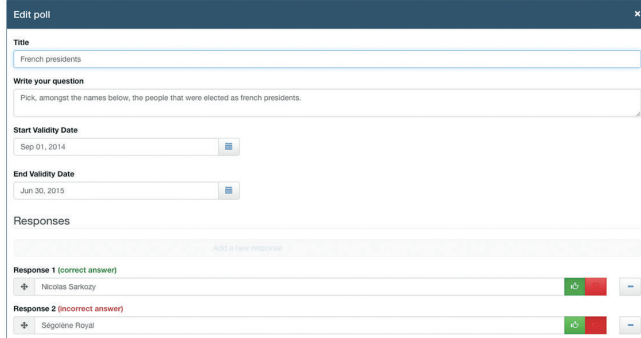 Edit poll
Title
French presidents
Write your question
Pick, amongst the names below, the people that were elected as french presidents.
Start Validity Date
Sep 01, 2014
End Validity Date
Jun 30, 2015
Responses
Add a new response
Response 1 (correct answer)
Nicolas Sarkozy
Response 2 (incorrect answer)
Ségolène Royal